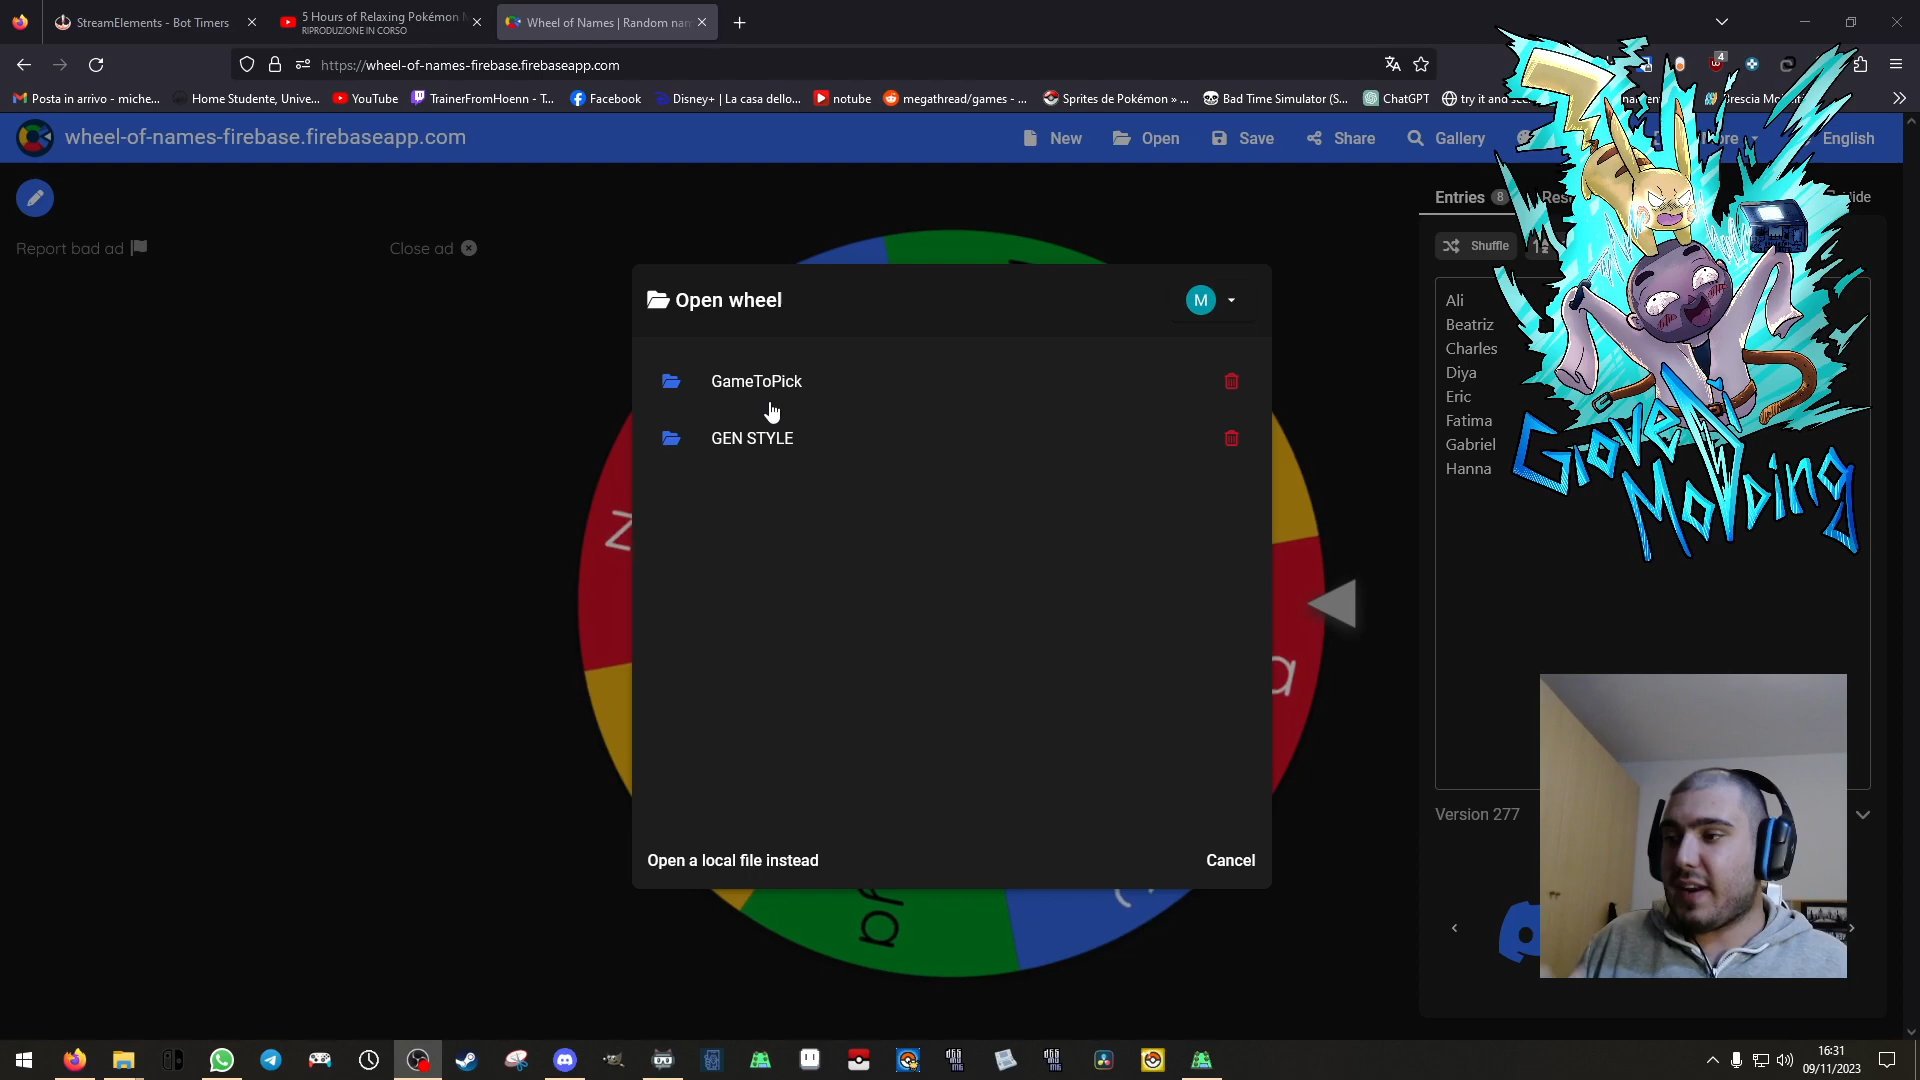 StreamElements - Bot Timers
5 Hours of Relaxing Pokémon
RIPRODUZIONE IN CORSO
Wheel of Names | Random nam
https://wheel-of-names-firebase.firebaseapp.com
4
Posta in arrivo - miche...
Home Studente, Unive...
YouTube
TrainerFromHoenn - T...
Facebook
Disney+ | La casa dello...
notube
megathread/games - ...
Sprites de Pokémon » ...
Bad Time Simulator (S...
ChatGPT
wheel-of-names-firebase.firebaseapp.com
New
Open
Save
Share
Gallery
English
Report bad ad
Close ad
Entries 8
Shuffle
Ali
Beatriz
Charles
Diya
Eric
Fatima
Gabriel
Hanna
Open wheel
M
GameToPick
GEN STYLE
Open a local file instead
Cancel
Version 277
16:31
09/11/2023